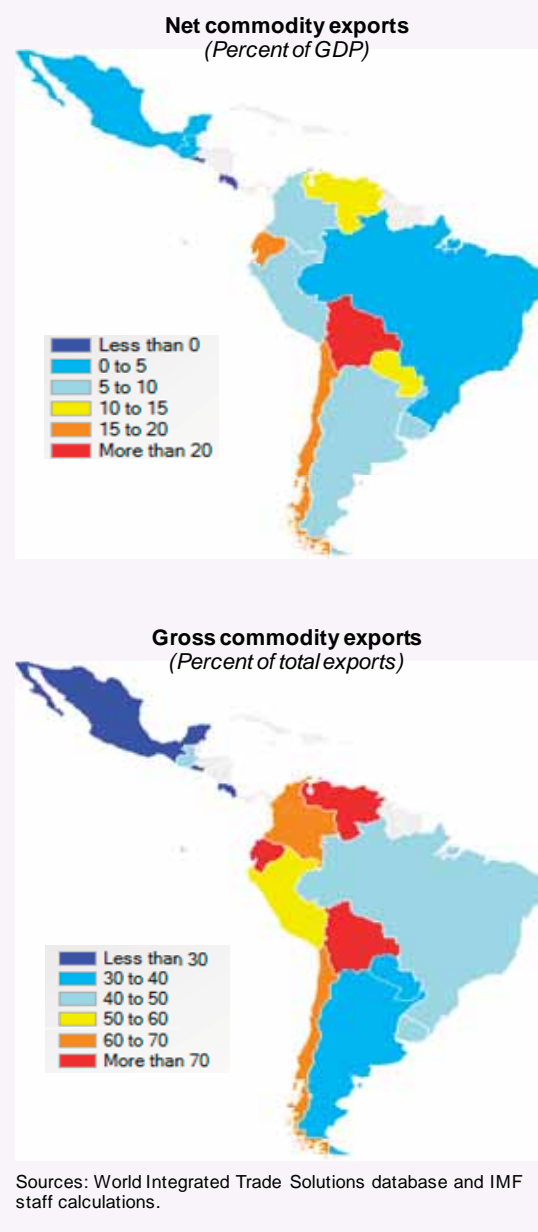 Net commodity exports
(Percent of GDP)
Less than 0
0 to 5
5 to 10
10 to 15
15 to 20
More than 20
Gross commodity exports
(Percent of total exports)
Less than 30
30 to 40
40 to 50
50 to 60
60 to 70
More than 70
Sources: World Integrated Trade Solutions database and IMF
staff calculations.